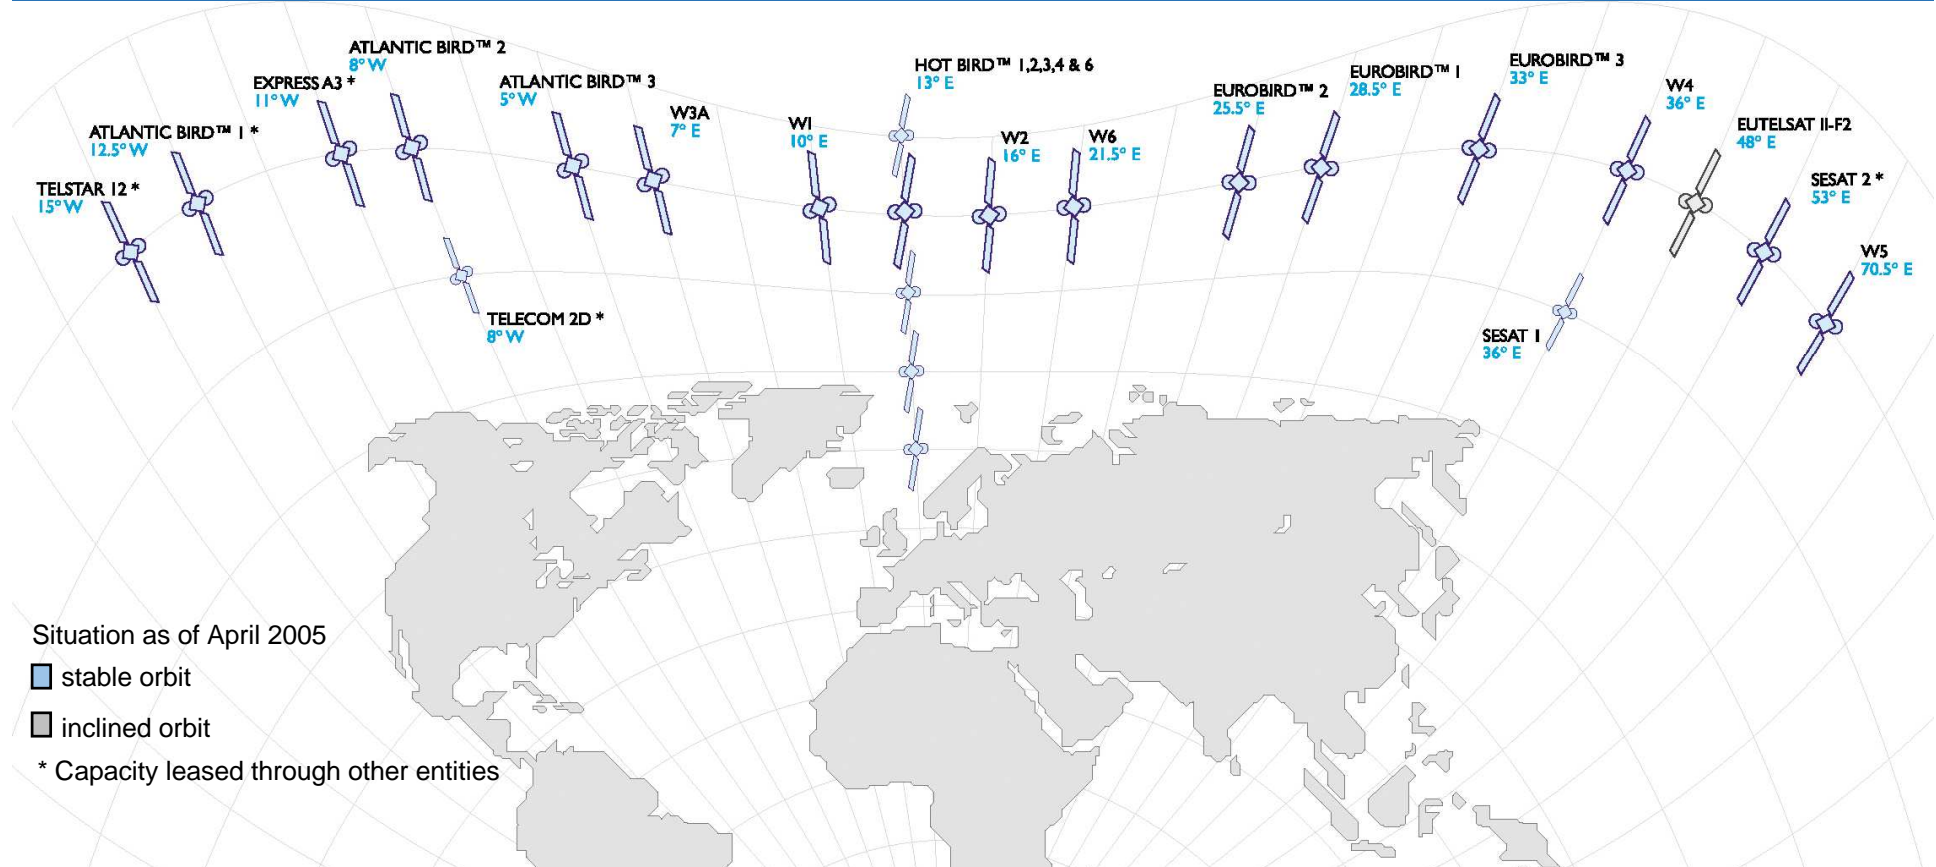 ATLANTIC BIRD™ 2
8° W
EXPRESS A3 *
11° W
ATLANTIC BIRD™ 3
5° W
ATLANTIC BIRD™ 1 *
12.5° W
TELSTAR 12 *
15° W
W3A
7° E
W1
10° E
HOT BIRD™ 1,2,3,4 & 6
13° E
W2
16° E
W6
21.5° E
EUROBIRD™ 2
25.5° E
EUROBIRD™ 1
28.5° E
EUROBIRD™ 3
33° E
W4
36° E
EUTELSAT II-F2
48° E
SESAT 2 *
53° E
W5
70.5° E
TELECOM 2D *
8° W
SESAT 1
36° E
Situation as of April 2005
stable orbit
inclined orbit
* Capacity leased through other entities